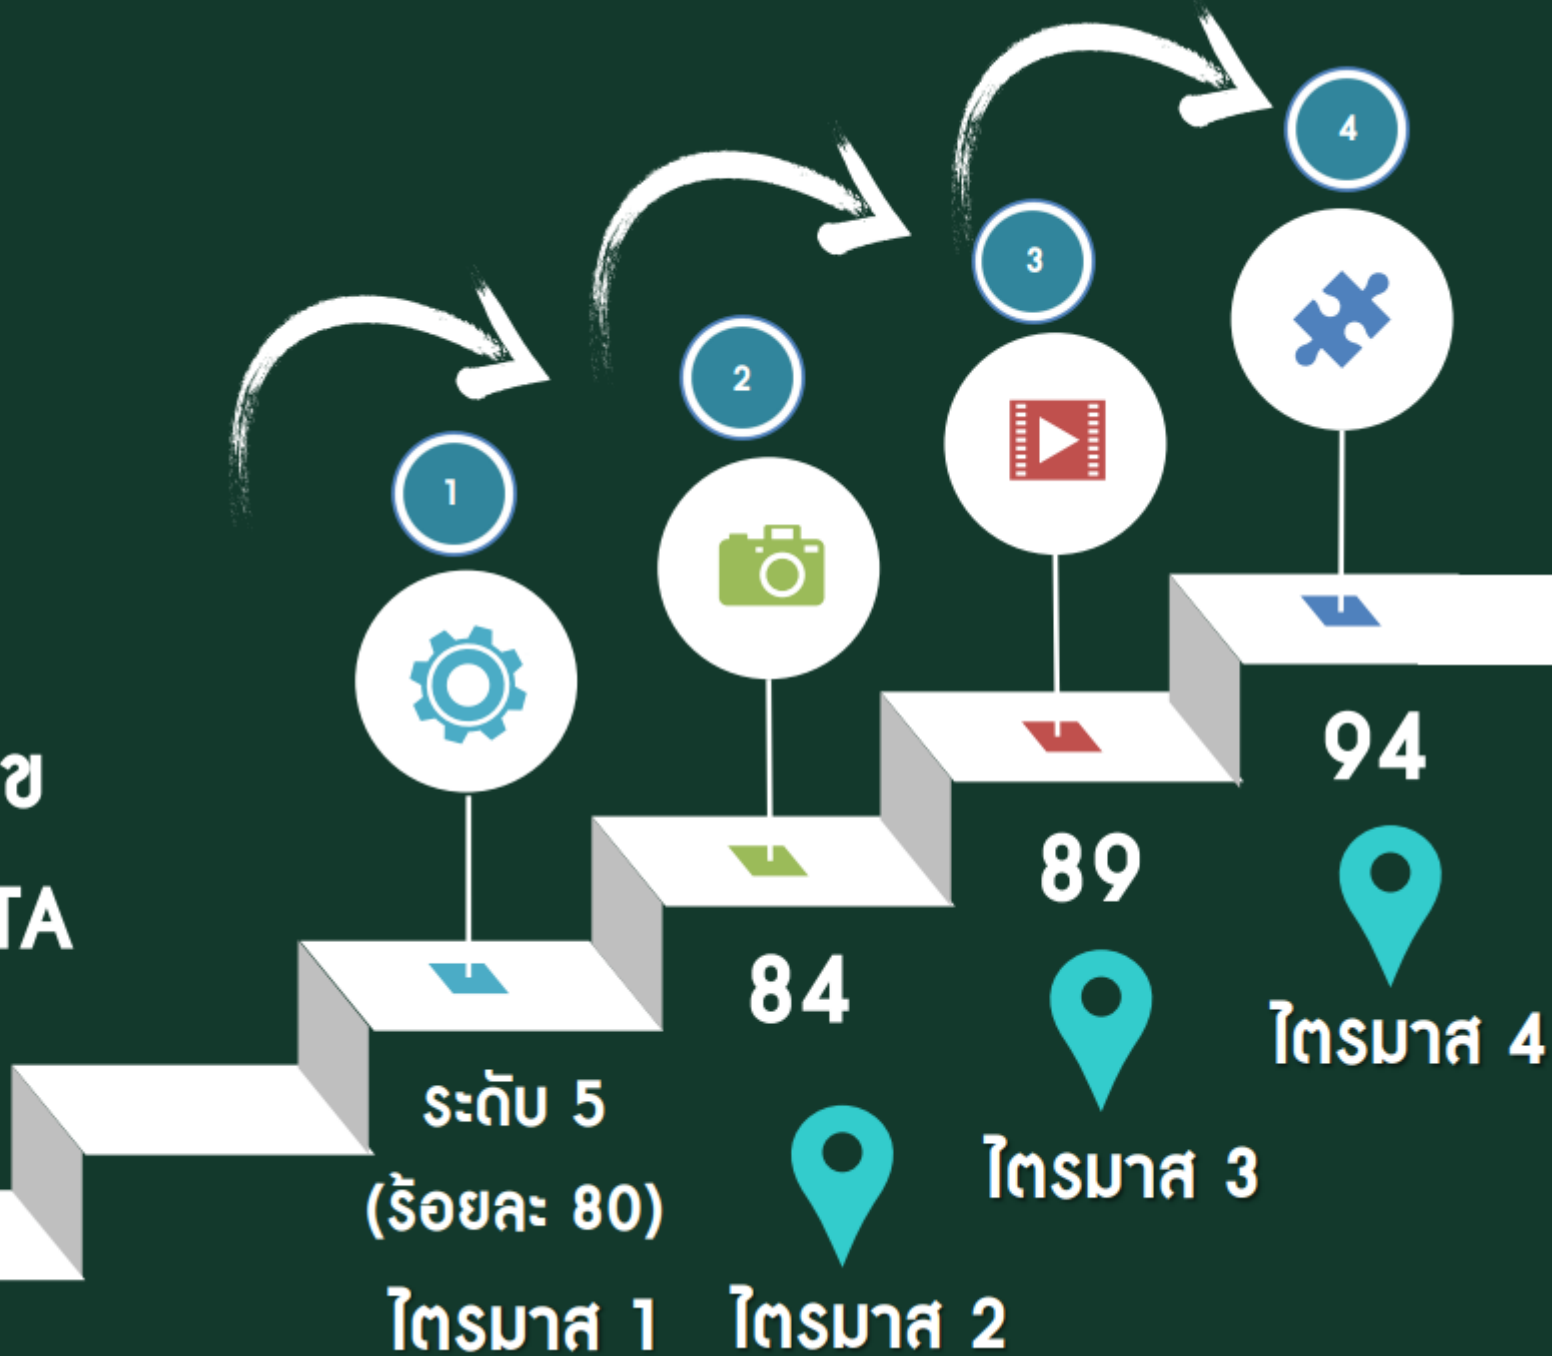 1
2
3
4
ข
TA
ระดับ 5
(ร้อยละ 80)
ไตรมาส 1
84
ไตรมาส 2
89
ไตรมาส 3
94
ไตรมาส 4